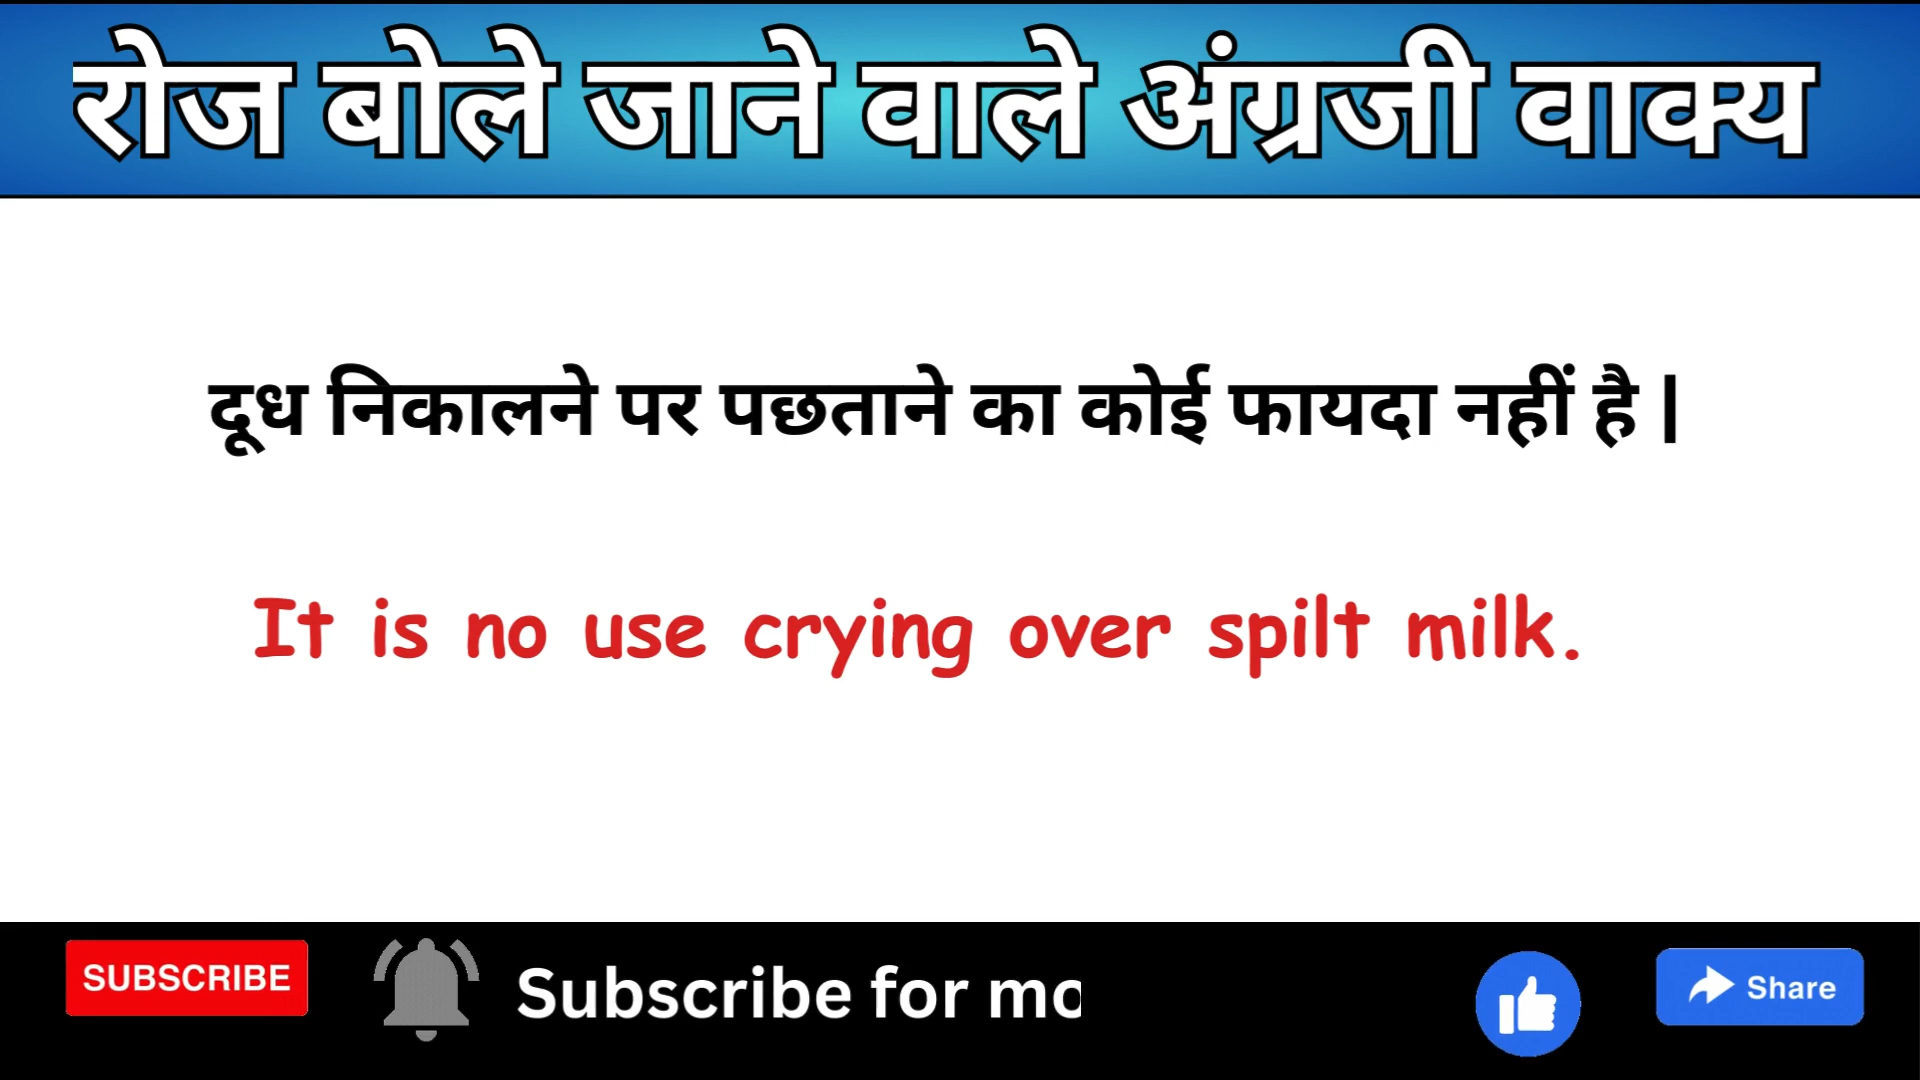 रोज बोले जाने वाले अंग्रजी वाक्य
दूध निकालने पर पछताने का कोई फायदा नहीं है |
It is no use crying over spilt milk.
SUBSCRIBE
Subscribe for mo
Share